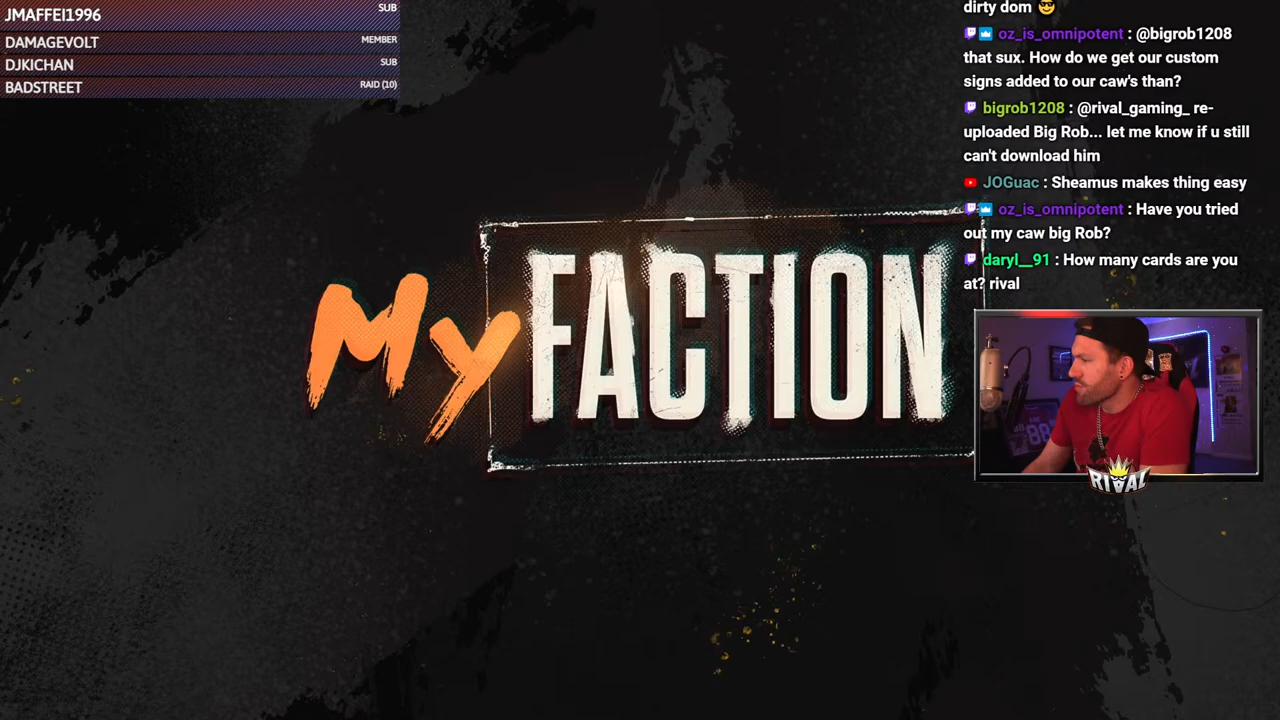 JMAFFEI1996 SUB
DAMAGEVOLT MEMBER
DJKICHAN SUB
BADSTREET RAID (10)
dirty dom 😎
oz_is_omnipotent : @bigrob1208
that sux. How do we get our custom
signs added to our caw's than?
bigrob1208 : @rival_gaming_ re-
uploaded Big Rob... let me know if u still
can't download him
JOGuac : Sheamus makes thing easy
oz_is_omnipotent : Have you tried
out my caw big Rob?
daryl__91 : How many cards are you
at? rival
My FACTION
88
RIVAL